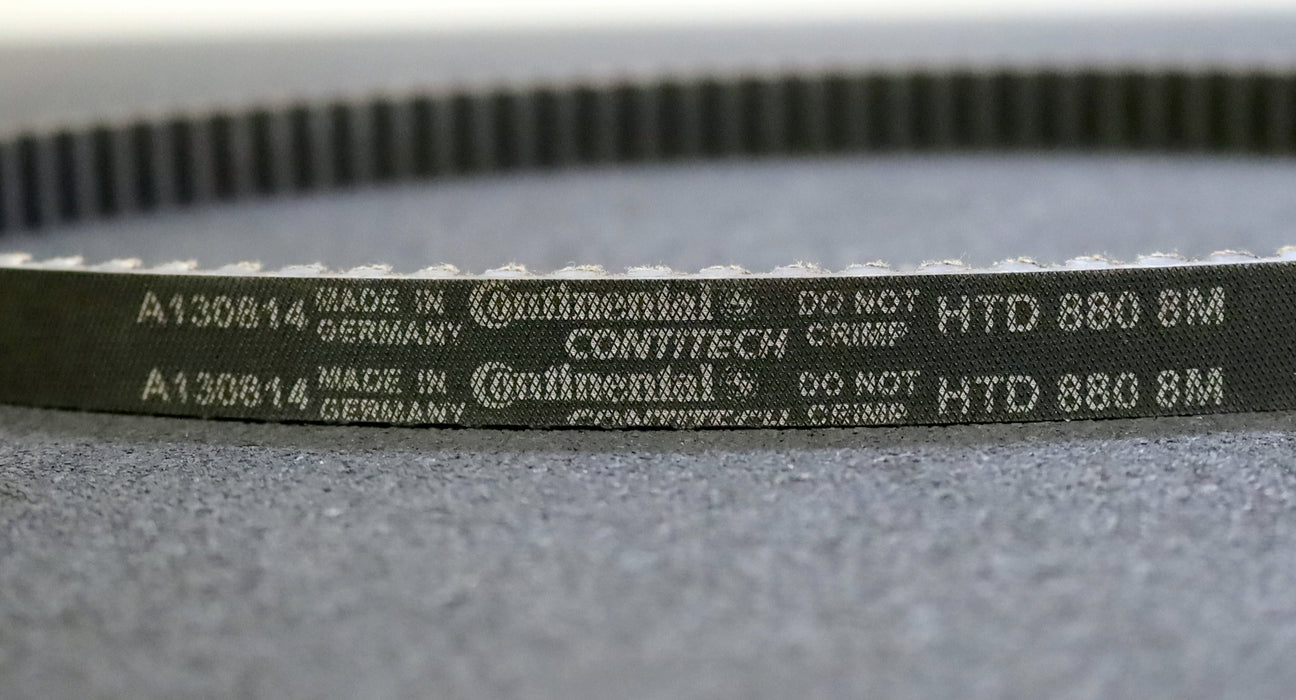 A130814 MADE IN GERMANY Continental CONTITECH DO NOT CRIMP HTD 880 8M
A130814 MADE IN GERMANY Continental CONTITECH DO NOT CRIMP HTD 880 8M